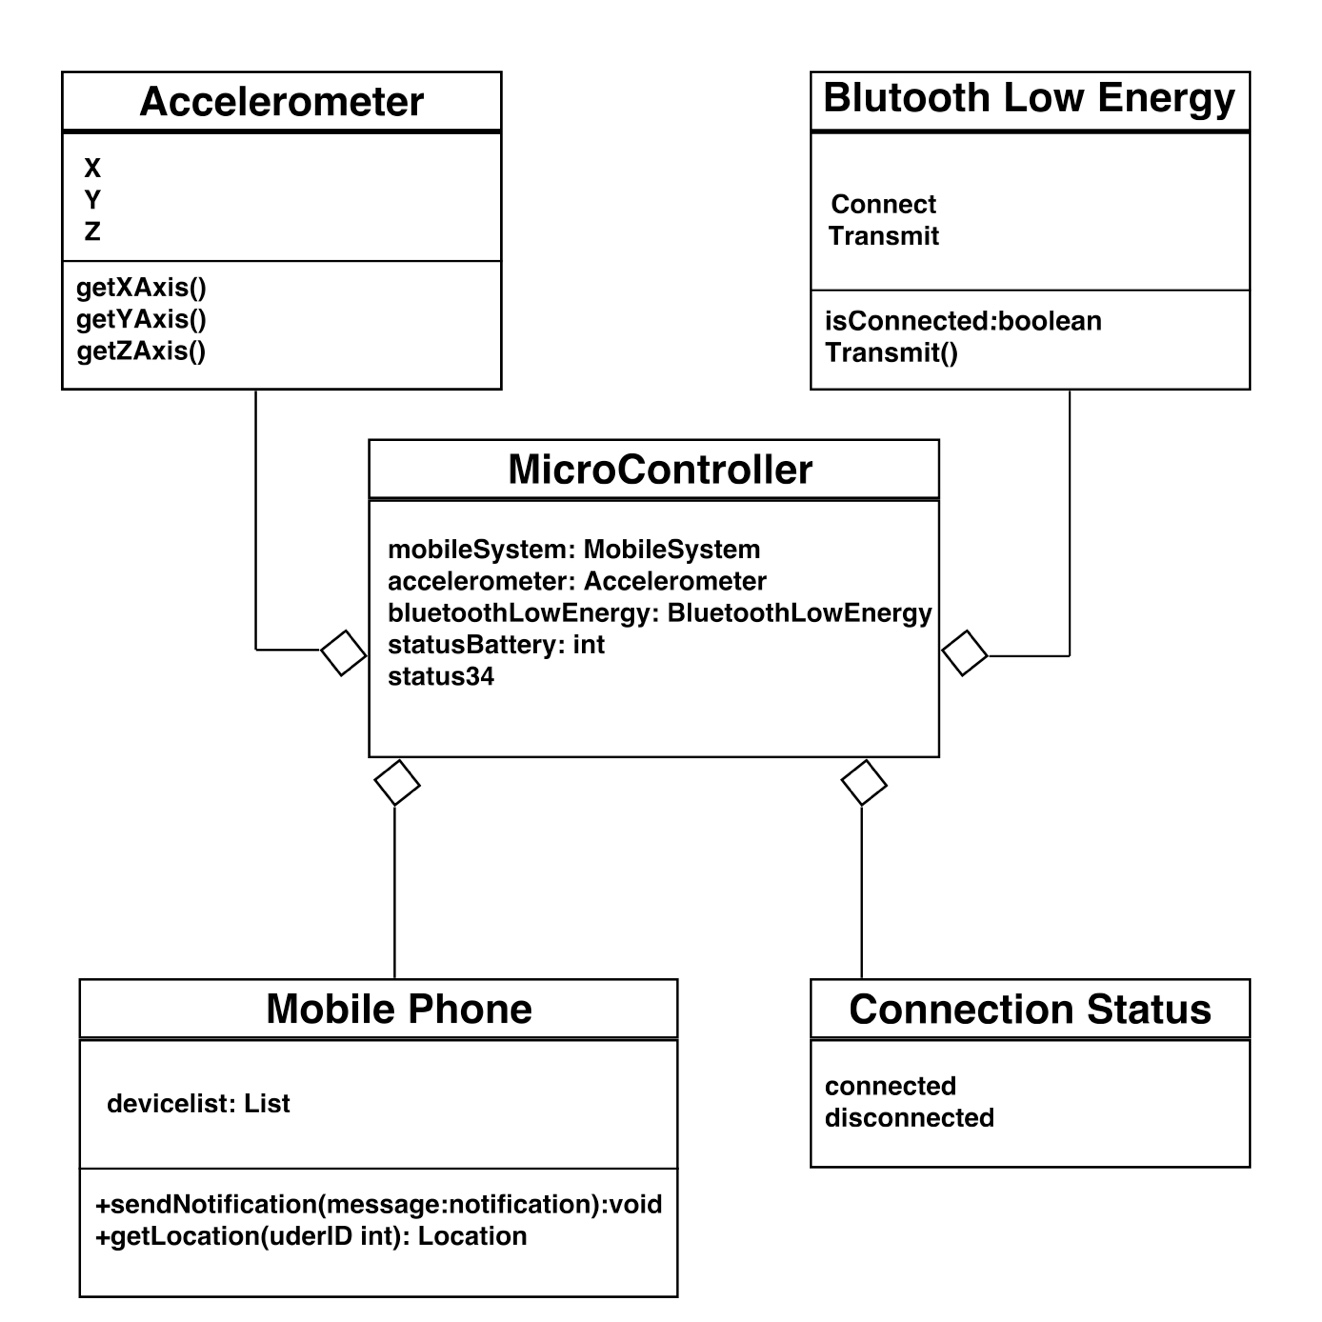 Accelerometer
X
Y
Z
getXAxis()
getYAxis()
getZAxis()
Blutooth Low Energy
Connect
Transmit
isConnected:boolean
Transmit()
MicroController
mobileSystem: MobileSystem
accelerometer: Accelerometer
bluetoothLowEnergy: BluetoothLowEnergy
statusBattery: int
status34
Mobile Phone
devicelist: List
+sendNotification(message:notification):void
+getLocation(uderID int): Location
Connection Status
connected
disconnected